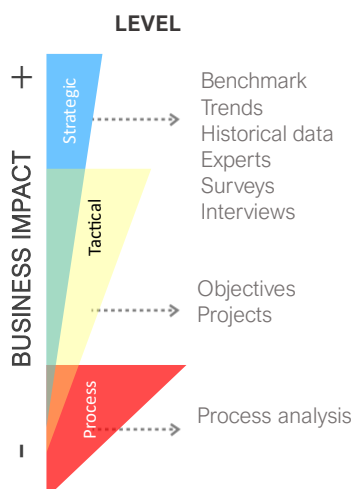 LEVEL
+
BUSINESS IMPACT
-
Strategic
Benchmark
Trends
Historical data
Experts
Surveys
Interviews
Tactical
Objectives
Projects
Process
Process analysis